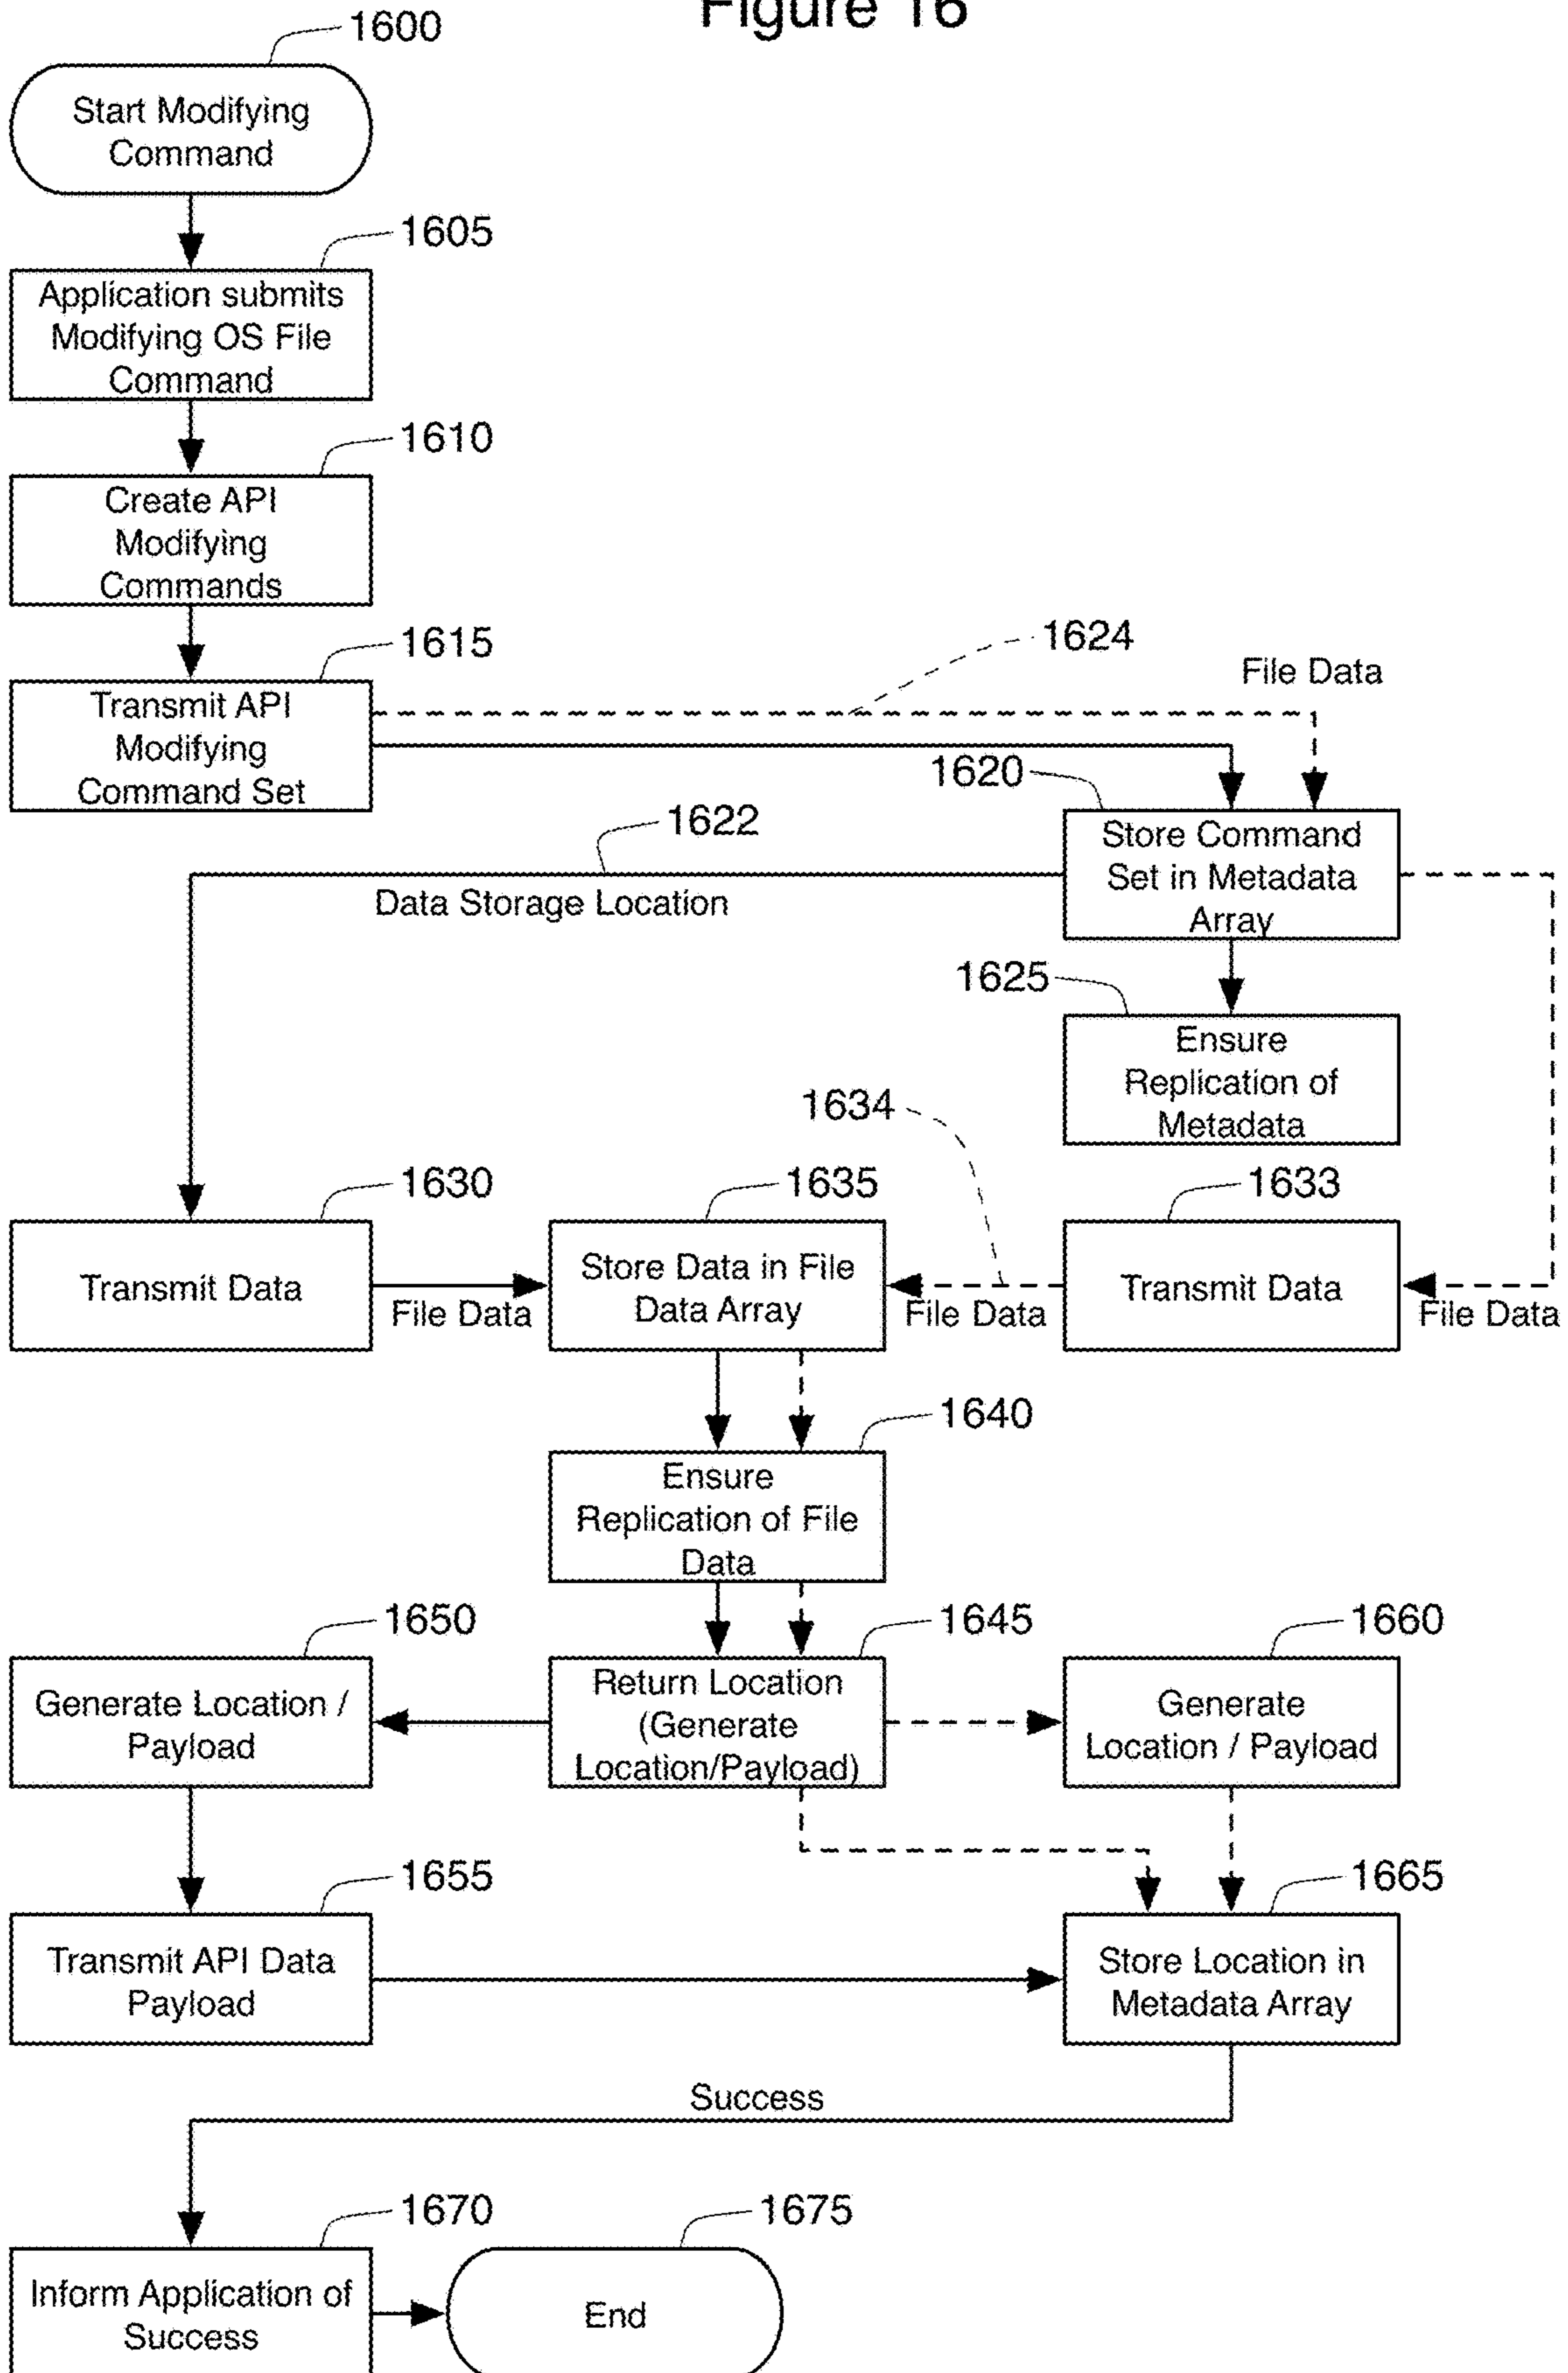 Figure 16
1600
Start Modifying
Command
1605
Application submits
Modifying OS File
Command
1610
Create API
Modifying
Commands
1615
Transmit API
Modifying
Command Set
1624
File Data
1620
Store Command
Set in Metadata
Array
1622
Data Storage Location
1625
Ensure
Replication of
Metadata
1634
1630
Transmit Data
File Data
1635
Store Data in File
Data Array
File Data
1633
Transmit Data
File Data
1640
Ensure
Replication of File
Data
1650
Generate Location /
Payload
1645
Return Location
(Generate
Location/Payload)
1660
Generate
Location / Payload
1655
Transmit API Data
Payload
1665
Store Location in
Metadata Array
Success
1670
Inform Application of
Success
1675
End